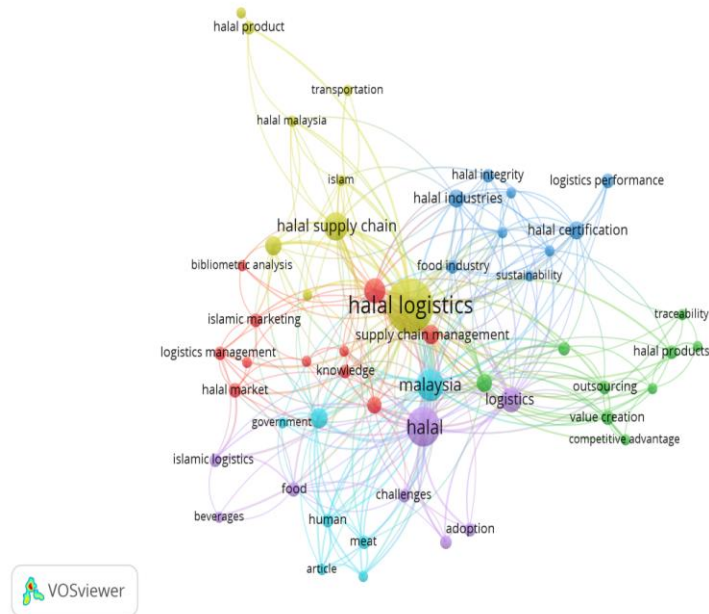 halal product
transportation
halal malaysia
islam
halal integrity
logistics performance
halal industries
halal supply chain
halal certification
bibliometric analysis
food industry
sustainability
halal logistics
traceability
islamic marketing
supply chain management
logistics management
halal products
knowledge
malaysia
outsourcing
halal market
logistics
value creation
government
halal
competitive advantage
islamic logistics
food
challenges
beverages
human
adoption
meat
article
VOSviewer